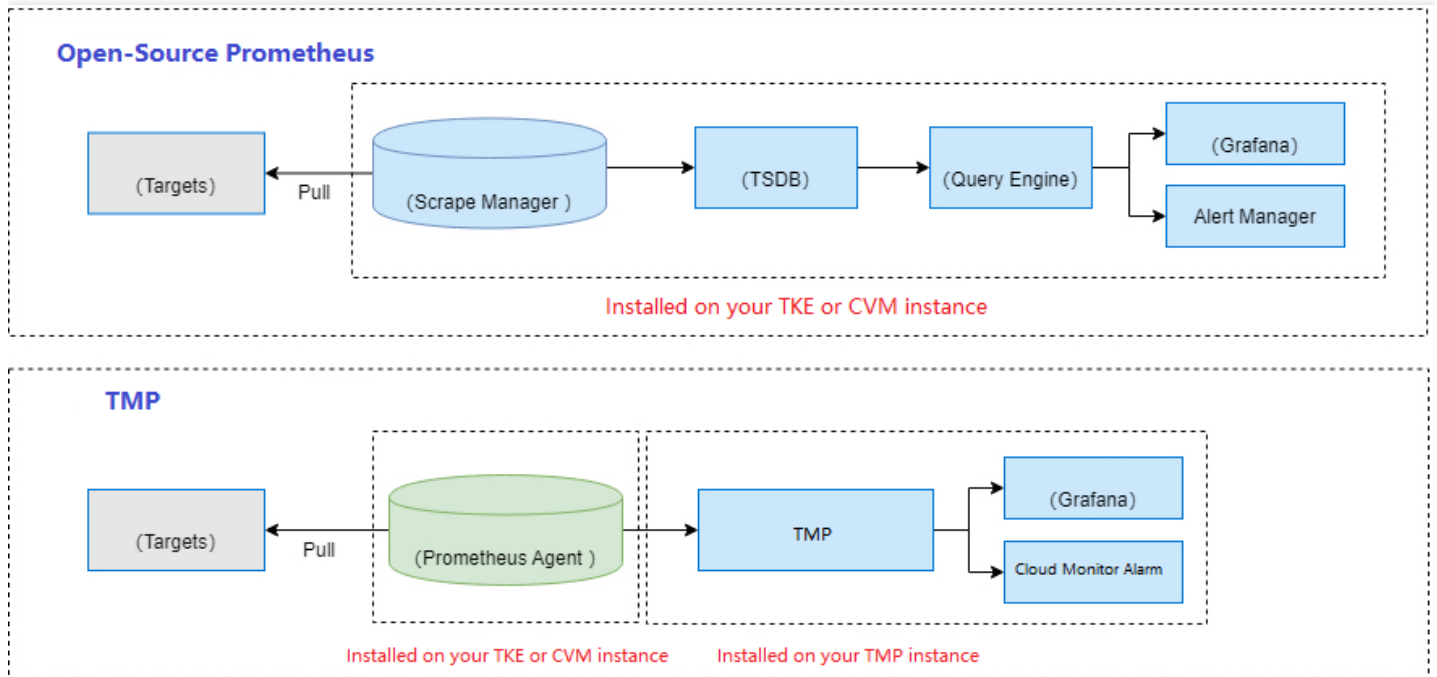 Open-Source Prometheus
(Targets)
Pull
(Scrape Manager )
(TSDB)
(Query Engine)
(Grafana)
Alert Manager
Installed on your TKE or CVM instance
TMP
(Targets)
Pull
(Prometheus Agent )
TMP
(Grafana)
Cloud Monitor Alarm
Installed on your TKE or CVM instance
Installed on your TMP instance